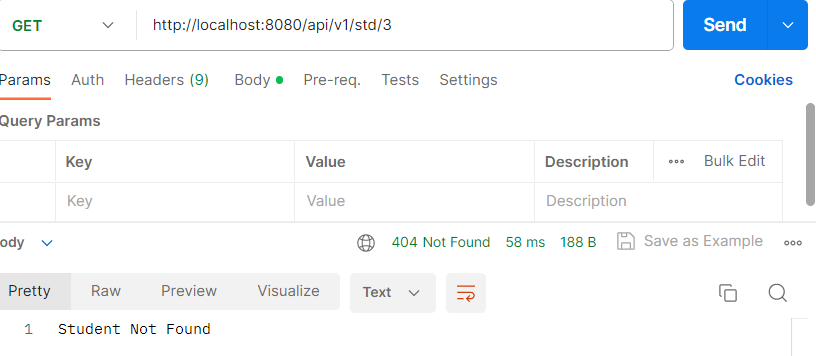 GET http://localhost:8080/api/v1/std/3 Send
Params Auth Headers (9) Body Pre-req. Tests Settings Cookies
Query Params
Key Value Description Bulk Edit
Key Value Description
ody 404 Not Found 58 ms 188 B Save as Example
Pretty Raw Preview Visualize Text
1 Student Not Found